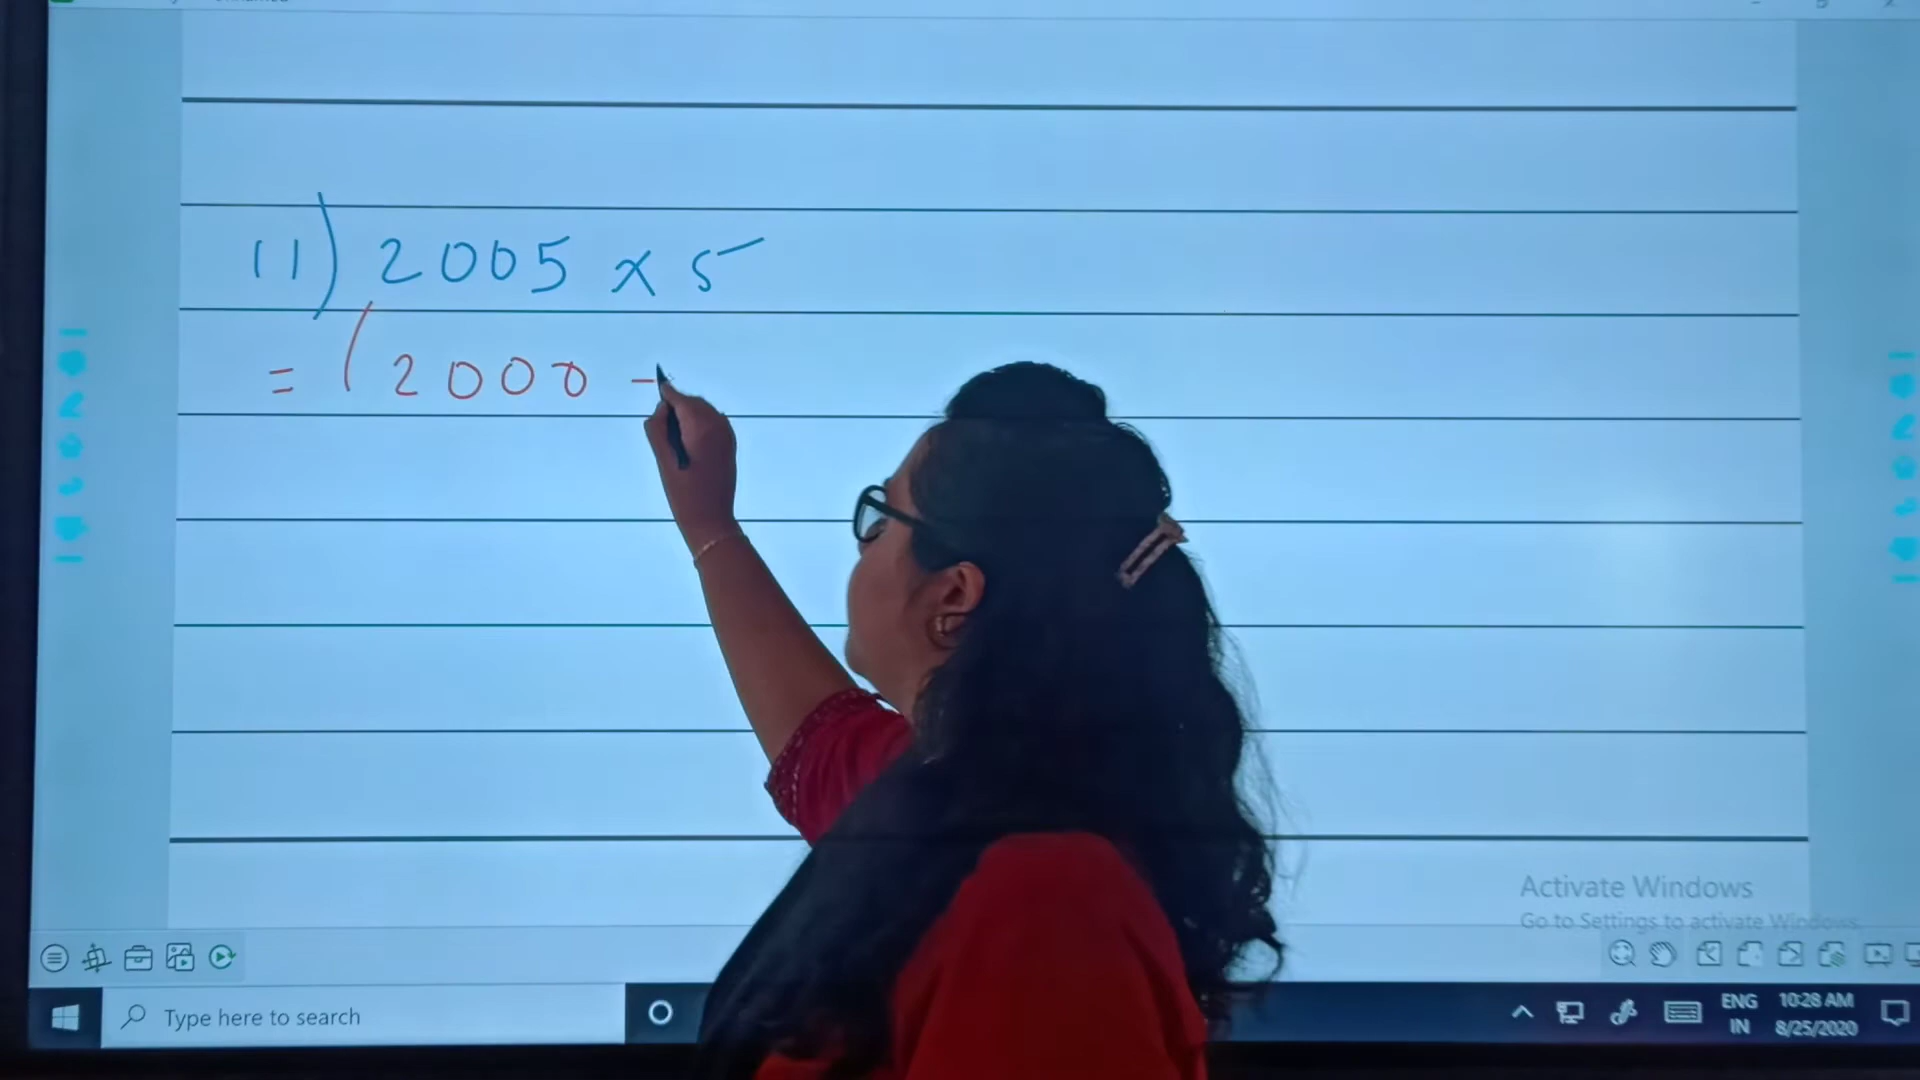 11) 2005 x 5
= (2000 -
Activate Windows
Go to Settings to activate Windows.
Type here to search
ENG
IN
10:28 AM
8/25/2020